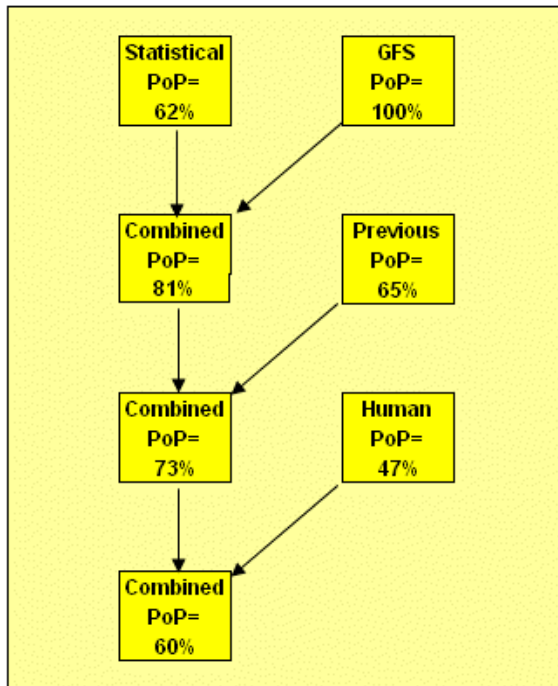 Statistical
PoP=
62%
GFS
PoP=
100%
Combined
PoP=
81%
Previous
PoP=
65%
Combined
PoP=
73%
Human
PoP=
47%
Combined
PoP=
60%